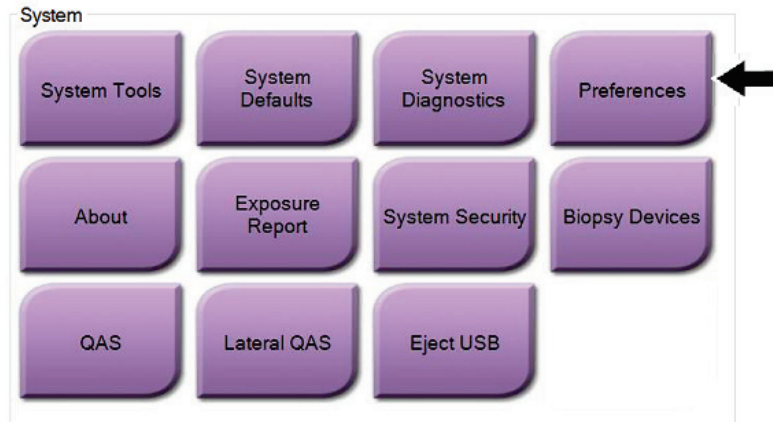 System
System Tools
System
Defaults
System
Diagnostics
Preferences
About
Exposure
Report
System Security
Biopsy Devices
QAS
Lateral QAS
Eject USB